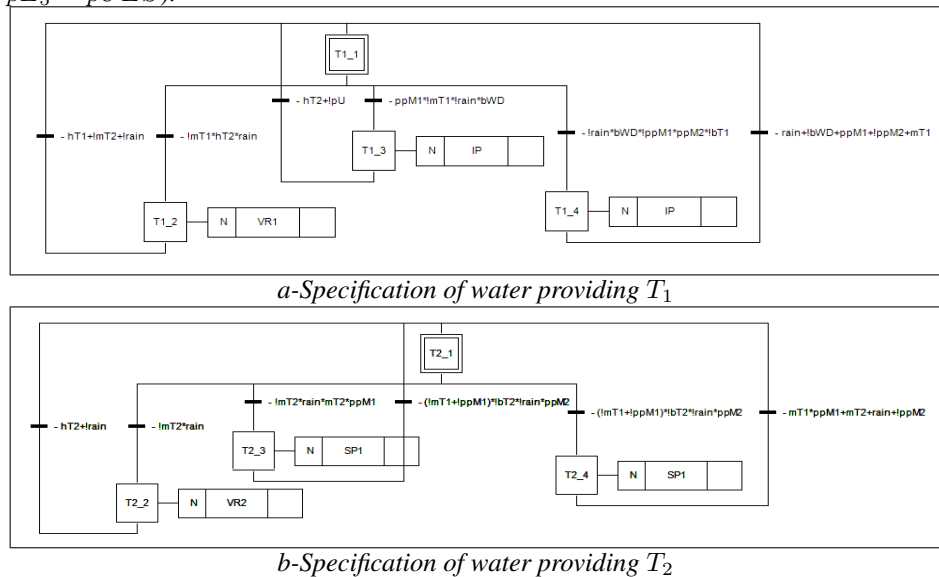 T1_1
- hT2+!pU
- ppM1*!mT1*!rain*bWD
- hT1+!mT2+!rain
- !mT1*hT2*rain
- !rain*bWD*!ppM1*ppM2*!bT1
- rain+!bWD+ppM1+!ppM2+mT1
T1_3
N IP
T1_2
N VR1
T1_4
N IP
a-Specification of water providing T1
T2_1
- !mT2*rain*mT2*ppM1
- (!mT1+!ppM1)*!bT2*!rain*ppM2
- (!mT1+!ppM1)*!bT2*!rain*ppM2
- mT1*ppM1+mT2+rain+!ppM2
- hT2+!rain
- !mT2*rain
T2_3
N SP1
T2_4
N SP1
T2_2
N VR2
b-Specification of water providing T2